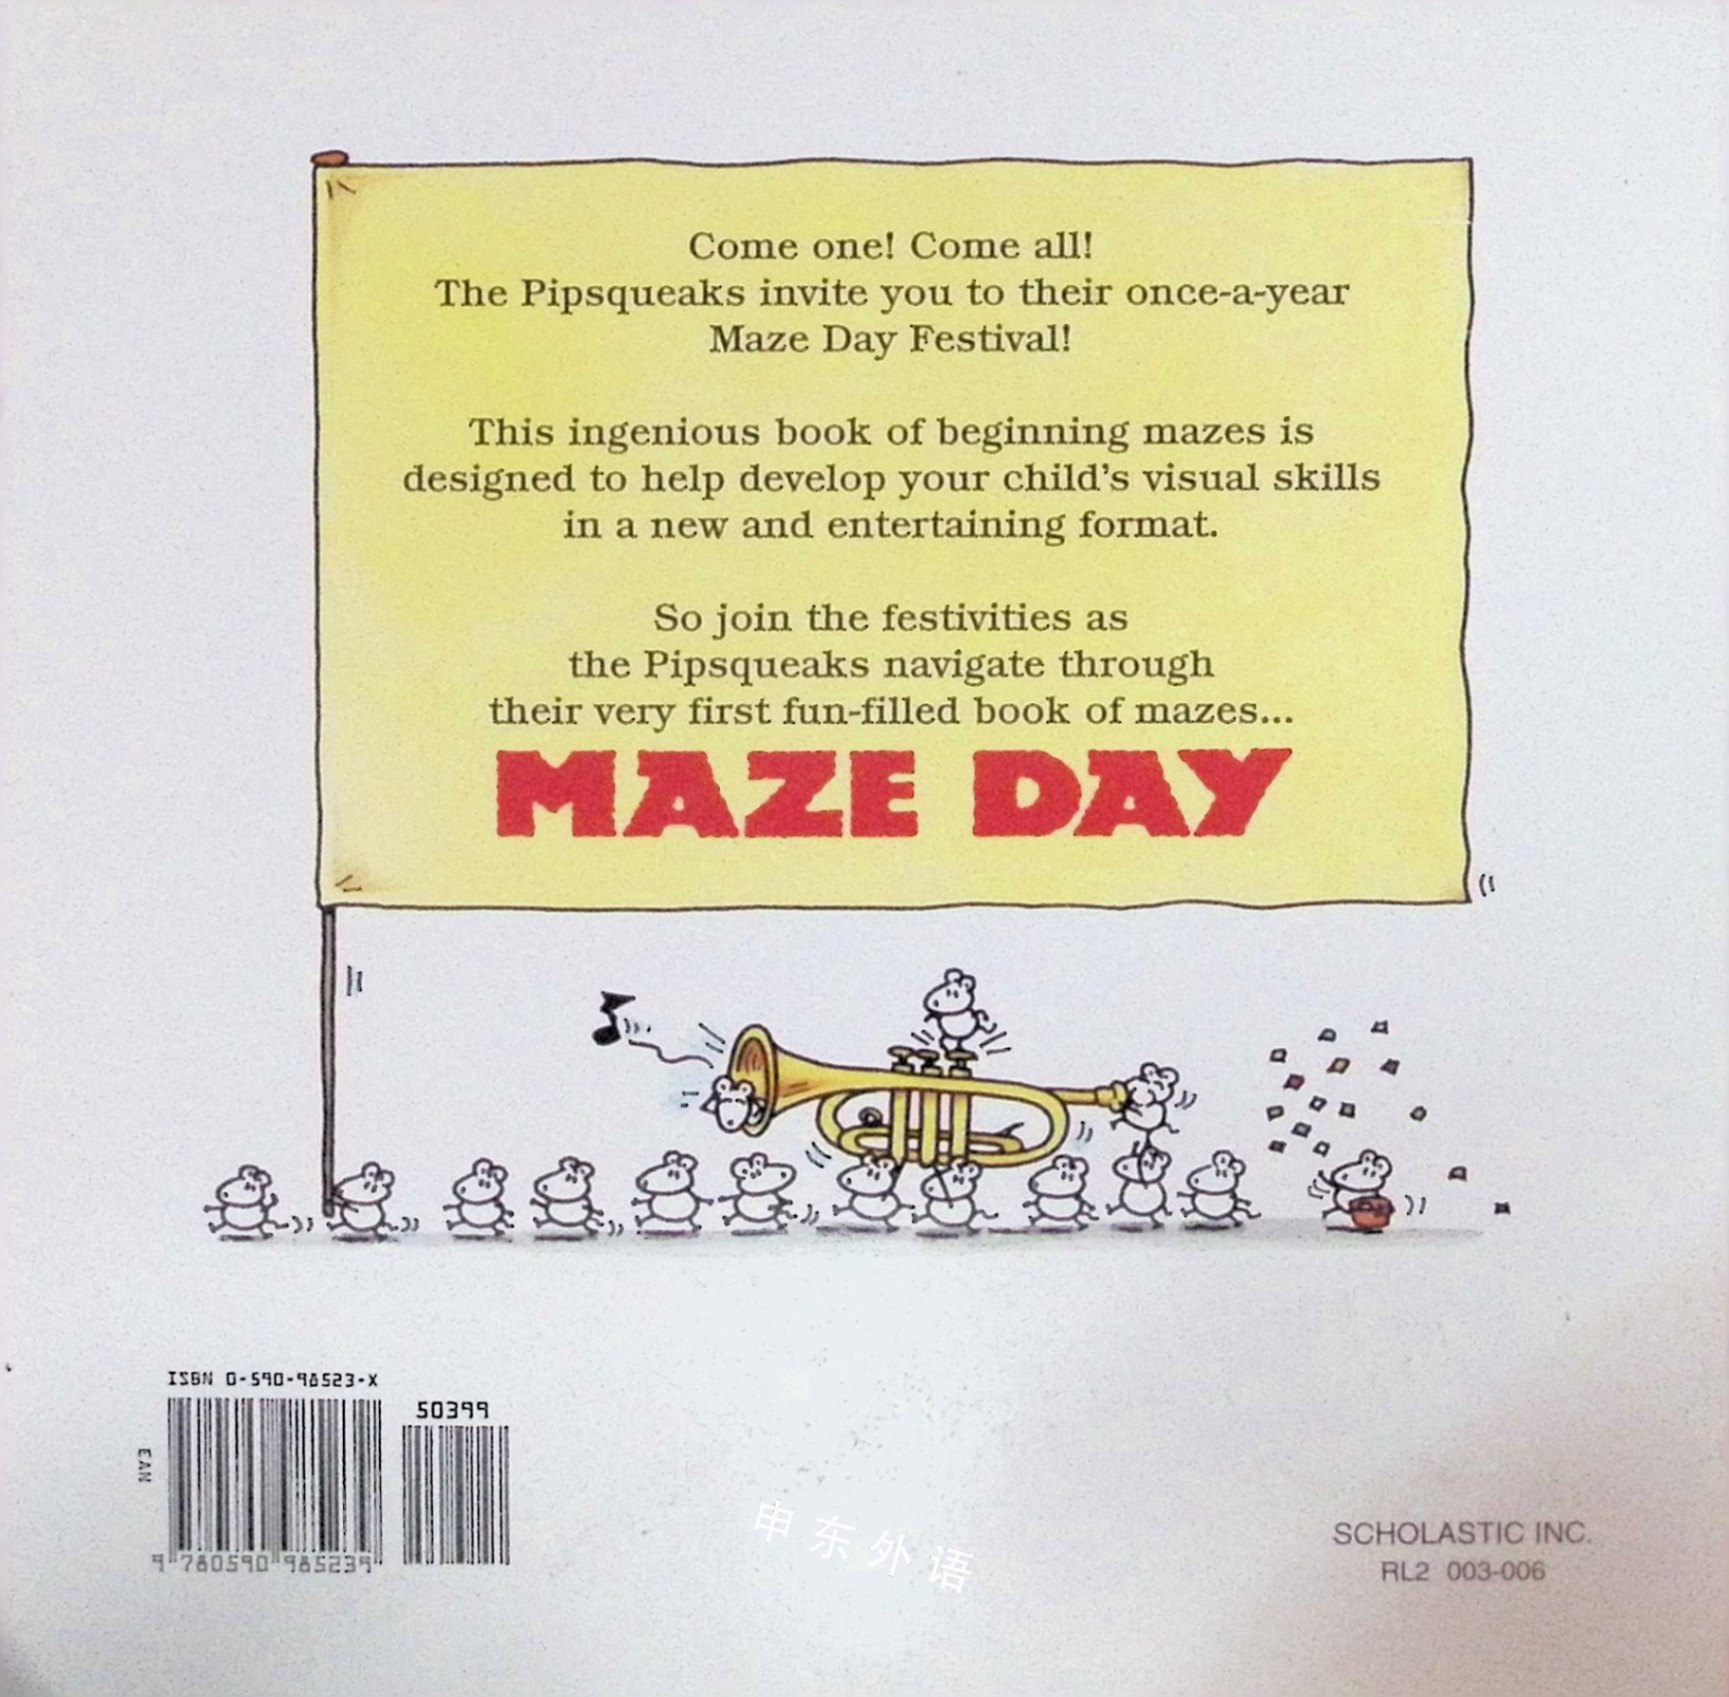 Come one! Come all!
The Pipsqueaks invite you to their once-a-year
Maze Day Festival!
This ingenious book of beginning mazes is
designed to help develop your child's visual skills
in a new and entertaining format.
So join the festivities as
the Pipsqueaks navigate through
their very first fun-filled book of mazes...
MAZE DAY
ISBN 0-590-98523-X
50399
EAN
9 780590 985239
申东外语
SCHOLASTIC INC.
RL2 003-006